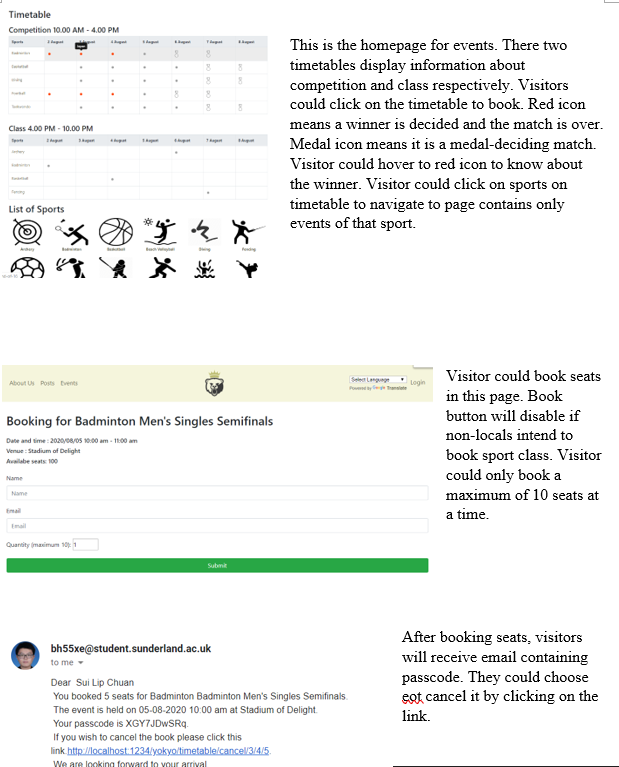 Timetable
Competition 10.00 AM - 4.00 PM
Sports 2 August 3 August 4 August 5 August 6 August 7 August 8 August
Badminton
Basketball
Diving
Football
Taekwondo
Class 4.00 PM - 10.00 PM
Sports 2 August 3 August 4 August 5 August 6 August 7 August 8 August
Archery
Badminton
Basketball
Fencing
List of Sports
Archery Badminton Basketball Beach Volleyball Diving Fencing
This is the homepage for events. There two
timetables display information about
competition and class respectively. Visitors
could click on the timetable to book. Red icon
means a winner is decided and the match is over.
Medal icon means it is a medal-deciding match.
Visitor could hover to red icon to know about
the winner. Visitor could click on sports on
timetable to navigate to page contains only
events of that sport.
About Us Posts Events
Select Language
Powered by Google Translate
Login
Booking for Badminton Men's Singles Semifinals
Date and time : 2020/08/05 10:00 am - 11:00 am
Venue : Stadium of Delight
Availabe seats: 100
Name
Name
Email
Email
Quantity (maximum 10): 1
Submit
Visitor could book seats
in this page. Book
button will disable if
non-locals intend to
book sport class. Visitor
could only book a
maximum of 10 seats at
a time.
bh55xe@student.sunderland.ac.uk
to me
Dear Sui Lip Chuan
You booked 5 seats for Badminton Badminton Men's Singles Semifinals.
The event is held on 05-08-2020 10:00 am at Stadium of Delight.
Your passcode is XGY7JDwSRq.
If you wish to cancel the book please click this
link.http://localhost:1234/yokyo/timetable/cancel/3/4/5.
We are looking forward to your arrival
After booking seats, visitors
will receive email containing
passcode. They could choose
eot cancel it by clicking on the
link.